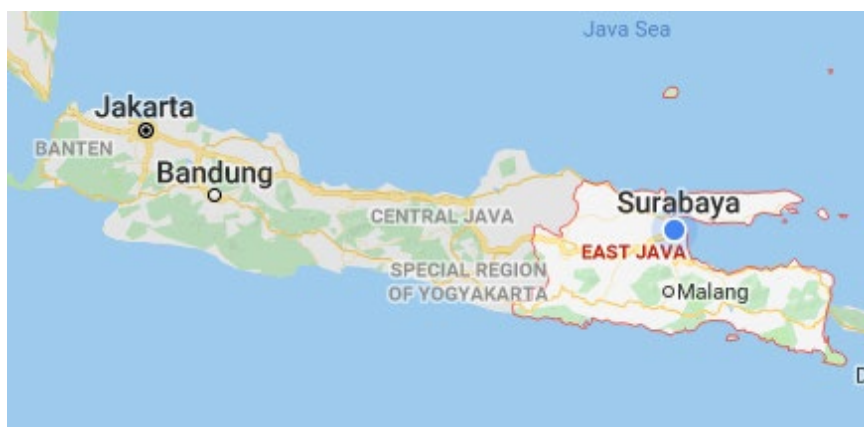 Java Sea
Jakarta
BANTEN
Bandung
CENTRAL JAVA
Surabaya
EAST JAVA
SPECIAL REGION
OF YOGYAKARTA
Malang
D